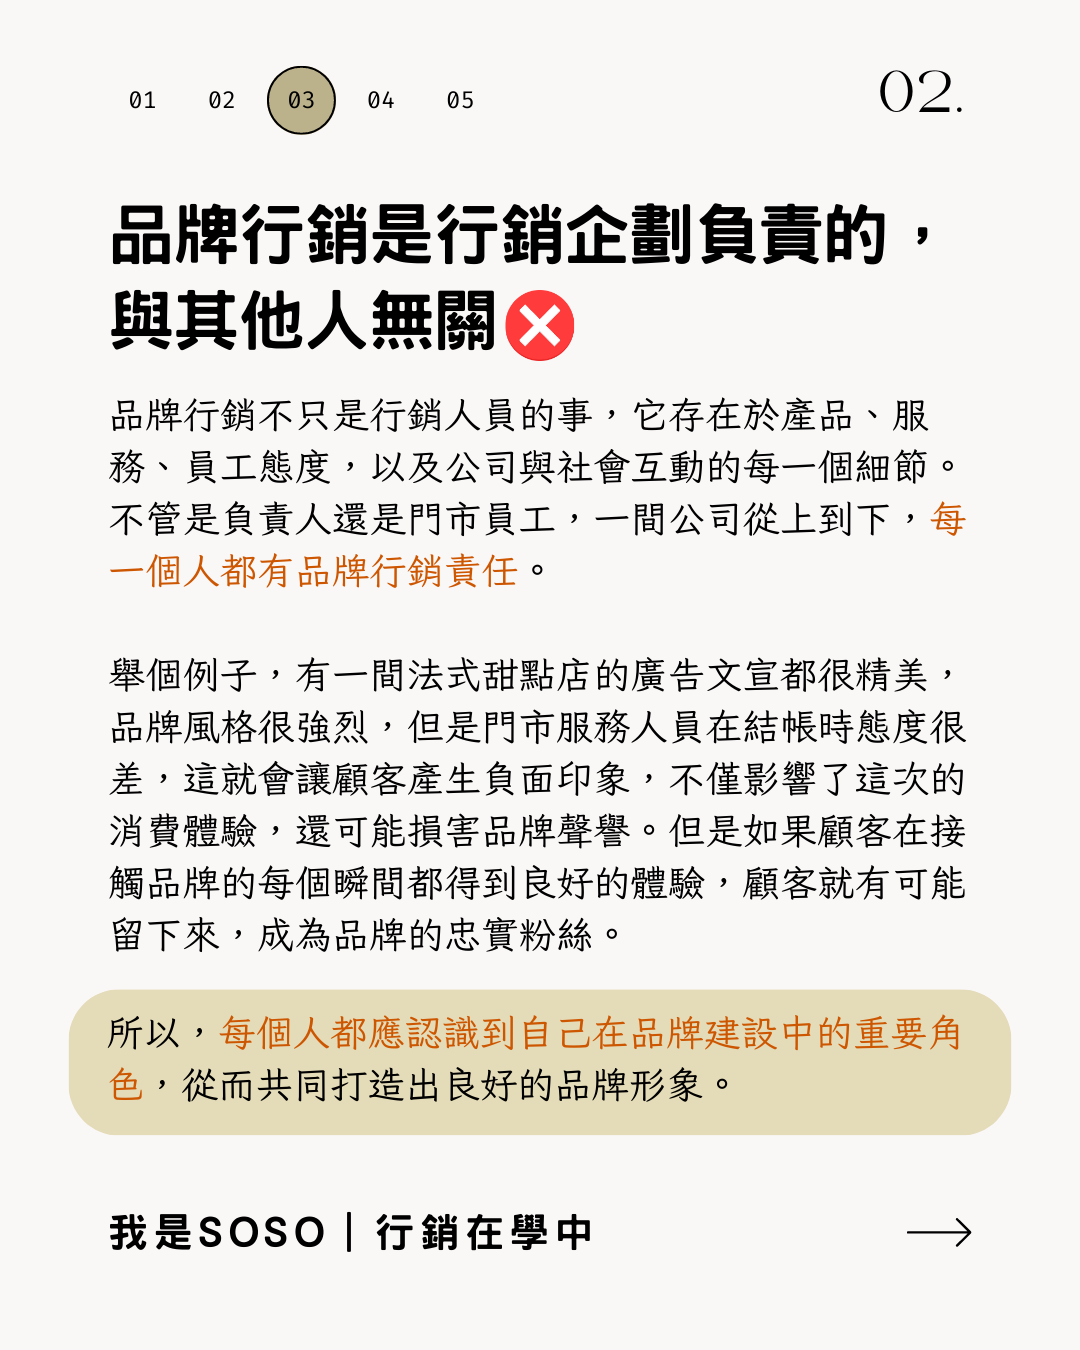 01 02 03 04 05
02.
品牌行銷是行銷企劃負責的，
與其他人無關❌
品牌行銷不只是行銷人員的事，它存在於產品、服
務、員工態度，以及公司與社會互動的每一個細節。
不管是負責人還是門市員工，一間公司從上到下，每
一個人都有品牌行銷責任。
舉個例子，有一間法式甜點店的廣告文宣都很精美，
品牌風格很強烈，但是門市服務人員在結帳時態度很
差，這就會讓顧客產生負面印象，不僅影響了這次的
消費體驗，還可能損害品牌聲譽。但是如果顧客在接
觸品牌的每個瞬間都得到良好的體驗，顧客就有可能
留下來，成為品牌的忠實粉絲。
所以，每個人都應認識到自己在品牌建設中的重要角
色，從而共同打造出良好的品牌形象。
我是SOSO｜行銷在學中